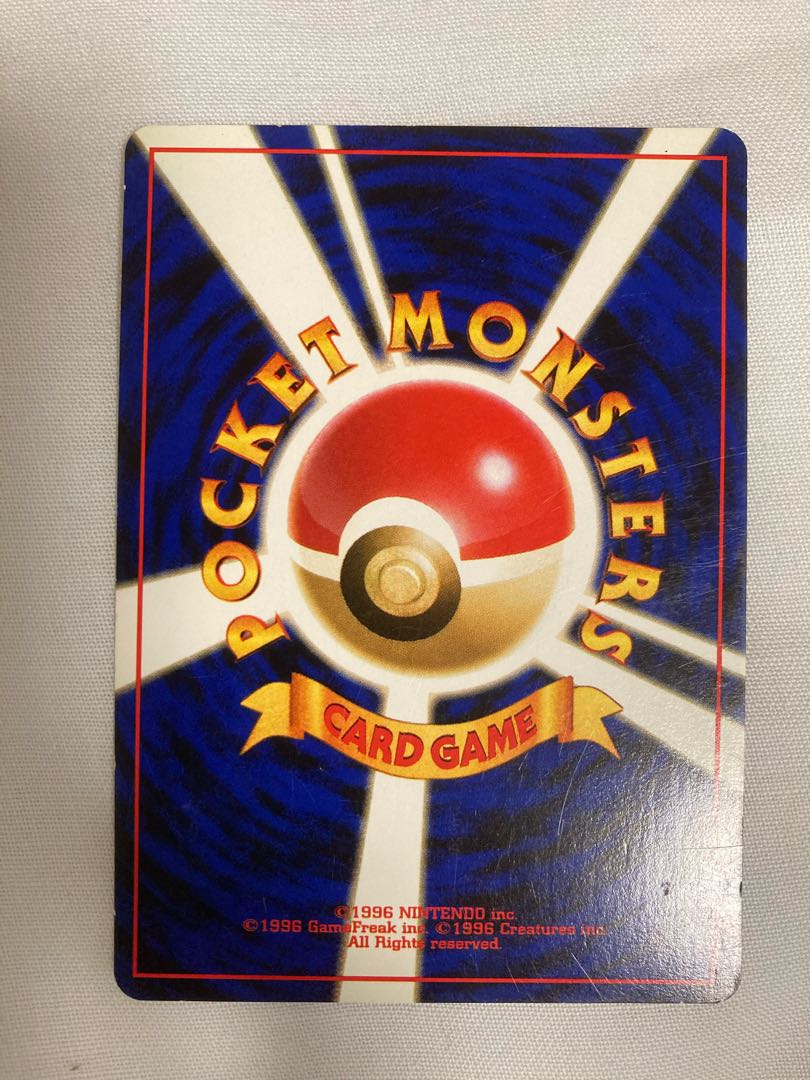 POCKET MONSTERS
CARD GAME
©1996 NINTENDO inc.
©1996 GameFreak inc. ©1996 Creatures inc.
All Rights reserved.